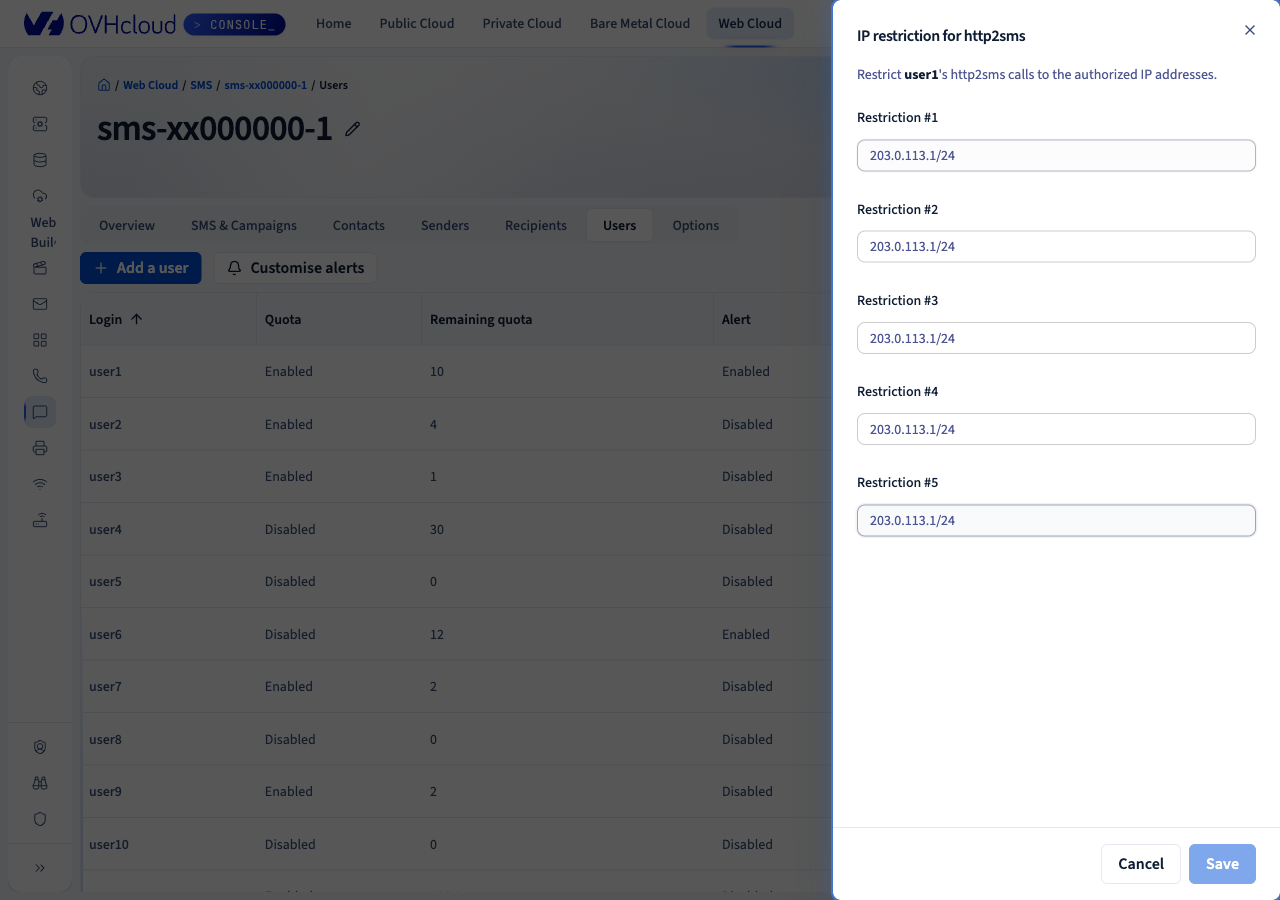 OVHcloud > CONSOLE_ Home Public Cloud Private Cloud Bare Metal Cloud Web Cloud
/ Web Cloud / SMS / sms-xx000000-1 / Users
sms-xx000000-1
Web
Buil
Overview SMS & Campaigns Contacts Senders Recipients Users Options
+ Add a user Customise alerts
Login Quota Remaining quota Alert
user1 Enabled 10 Enabled
user2 Enabled 4 Disabled
user3 Enabled 1 Disabled
user4 Disabled 30 Disabled
user5 Disabled 0 Disabled
user6 Disabled 12 Enabled
user7 Enabled 2 Disabled
user8 Disabled 0 Disabled
user9 Enabled 2 Disabled
user10 Disabled 0 Disabled
IP restriction for http2sms
Restrict user1's http2sms calls to the authorized IP addresses.
Restriction #1
203.0.113.1/24
Restriction #2
203.0.113.1/24
Restriction #3
203.0.113.1/24
Restriction #4
203.0.113.1/24
Restriction #5
203.0.113.1/24
Cancel Save